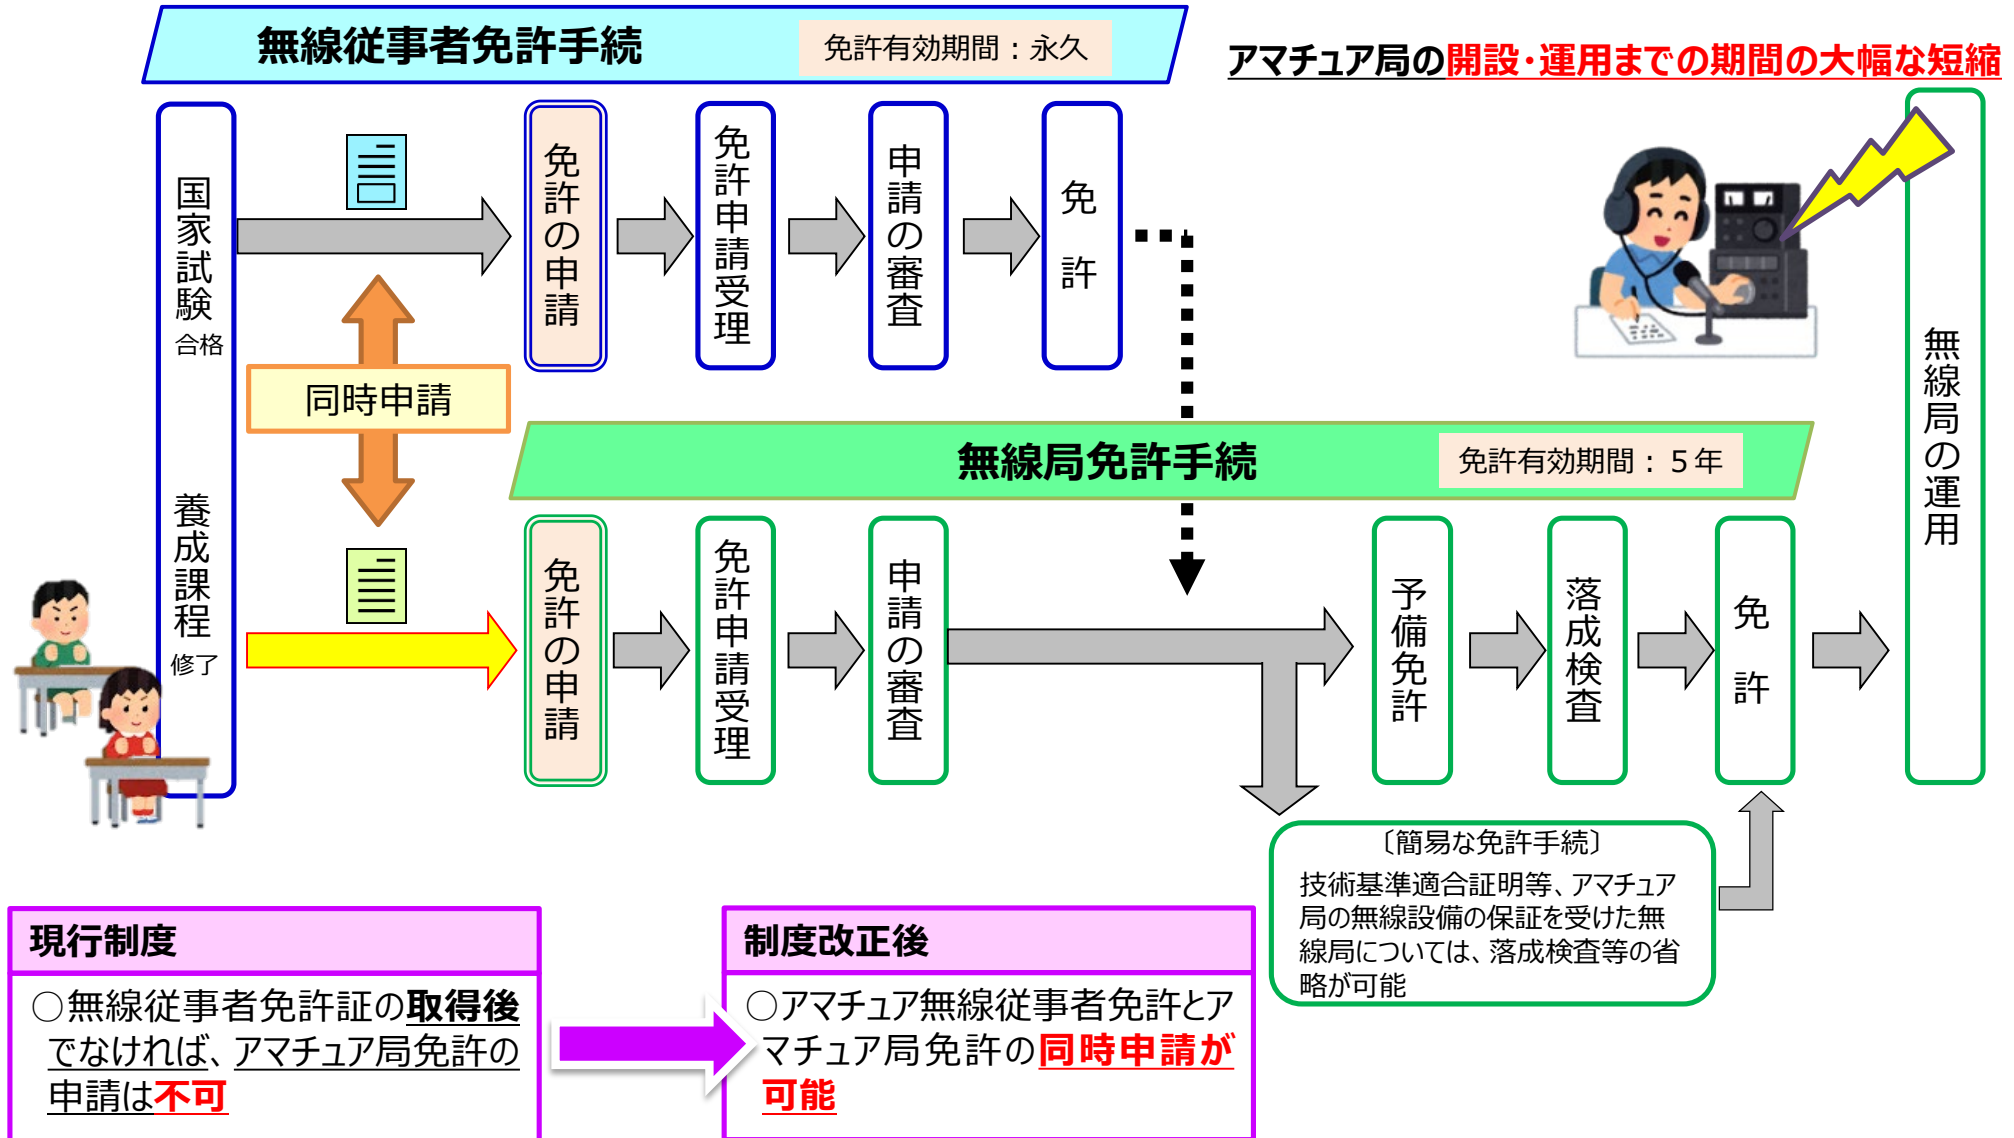 無線従事者免許手続
免許有効期間：永久
アマチュア局の開設・運用までの期間の大幅な短縮
国家試験
合格
養成課程
修了
免許の申請
免許申請受理
申請の審査
免許
同時申請
無線局免許手続
免許有効期間：５年
免許の申請
免許申請受理
申請の審査
予備免許
落成検査
免許
無線局の運用
〔簡易な免許手続〕
技術基準適合証明等、アマチュア
局の無線設備の保証を受けた無
線局については、落成検査等の省
略が可能
現行制度
○無線従事者免許証の取得後
でなければ、アマチュア局免許の
申請は不可
制度改正後
○アマチュア無線従事者免許とア
マチュア局免許の同時申請が
可能